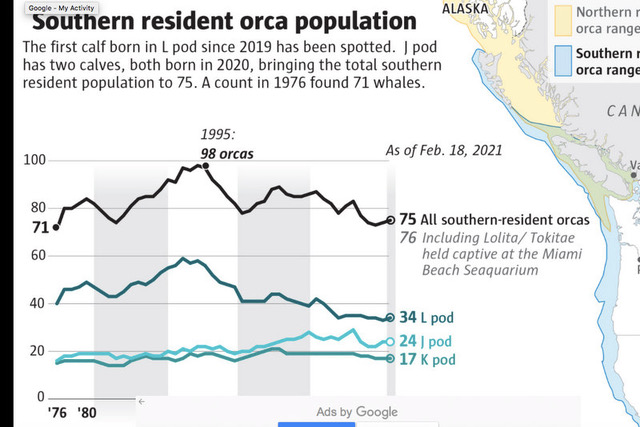 Google - My Activity
Southern resident orca population
The first calf born in L pod since 2019 has been spotted. J pod
has two calves, both born in 2020, bringing the total southern
resident population to 75. A count in 1976 found 71 whales.
ALASKA
Northern r
orca range
Southern r
orca range
CAN
Va
1995:
98 orcas
As of Feb. 18, 2021
100
80
71
60
40
20
0
75 All southern-resident orcas
76 Including Lolita/ Tokitae
held captive at the Miami
Beach Seaquarium
34 L pod
24 J pod
17 K pod
'76 '80
Ads by Google